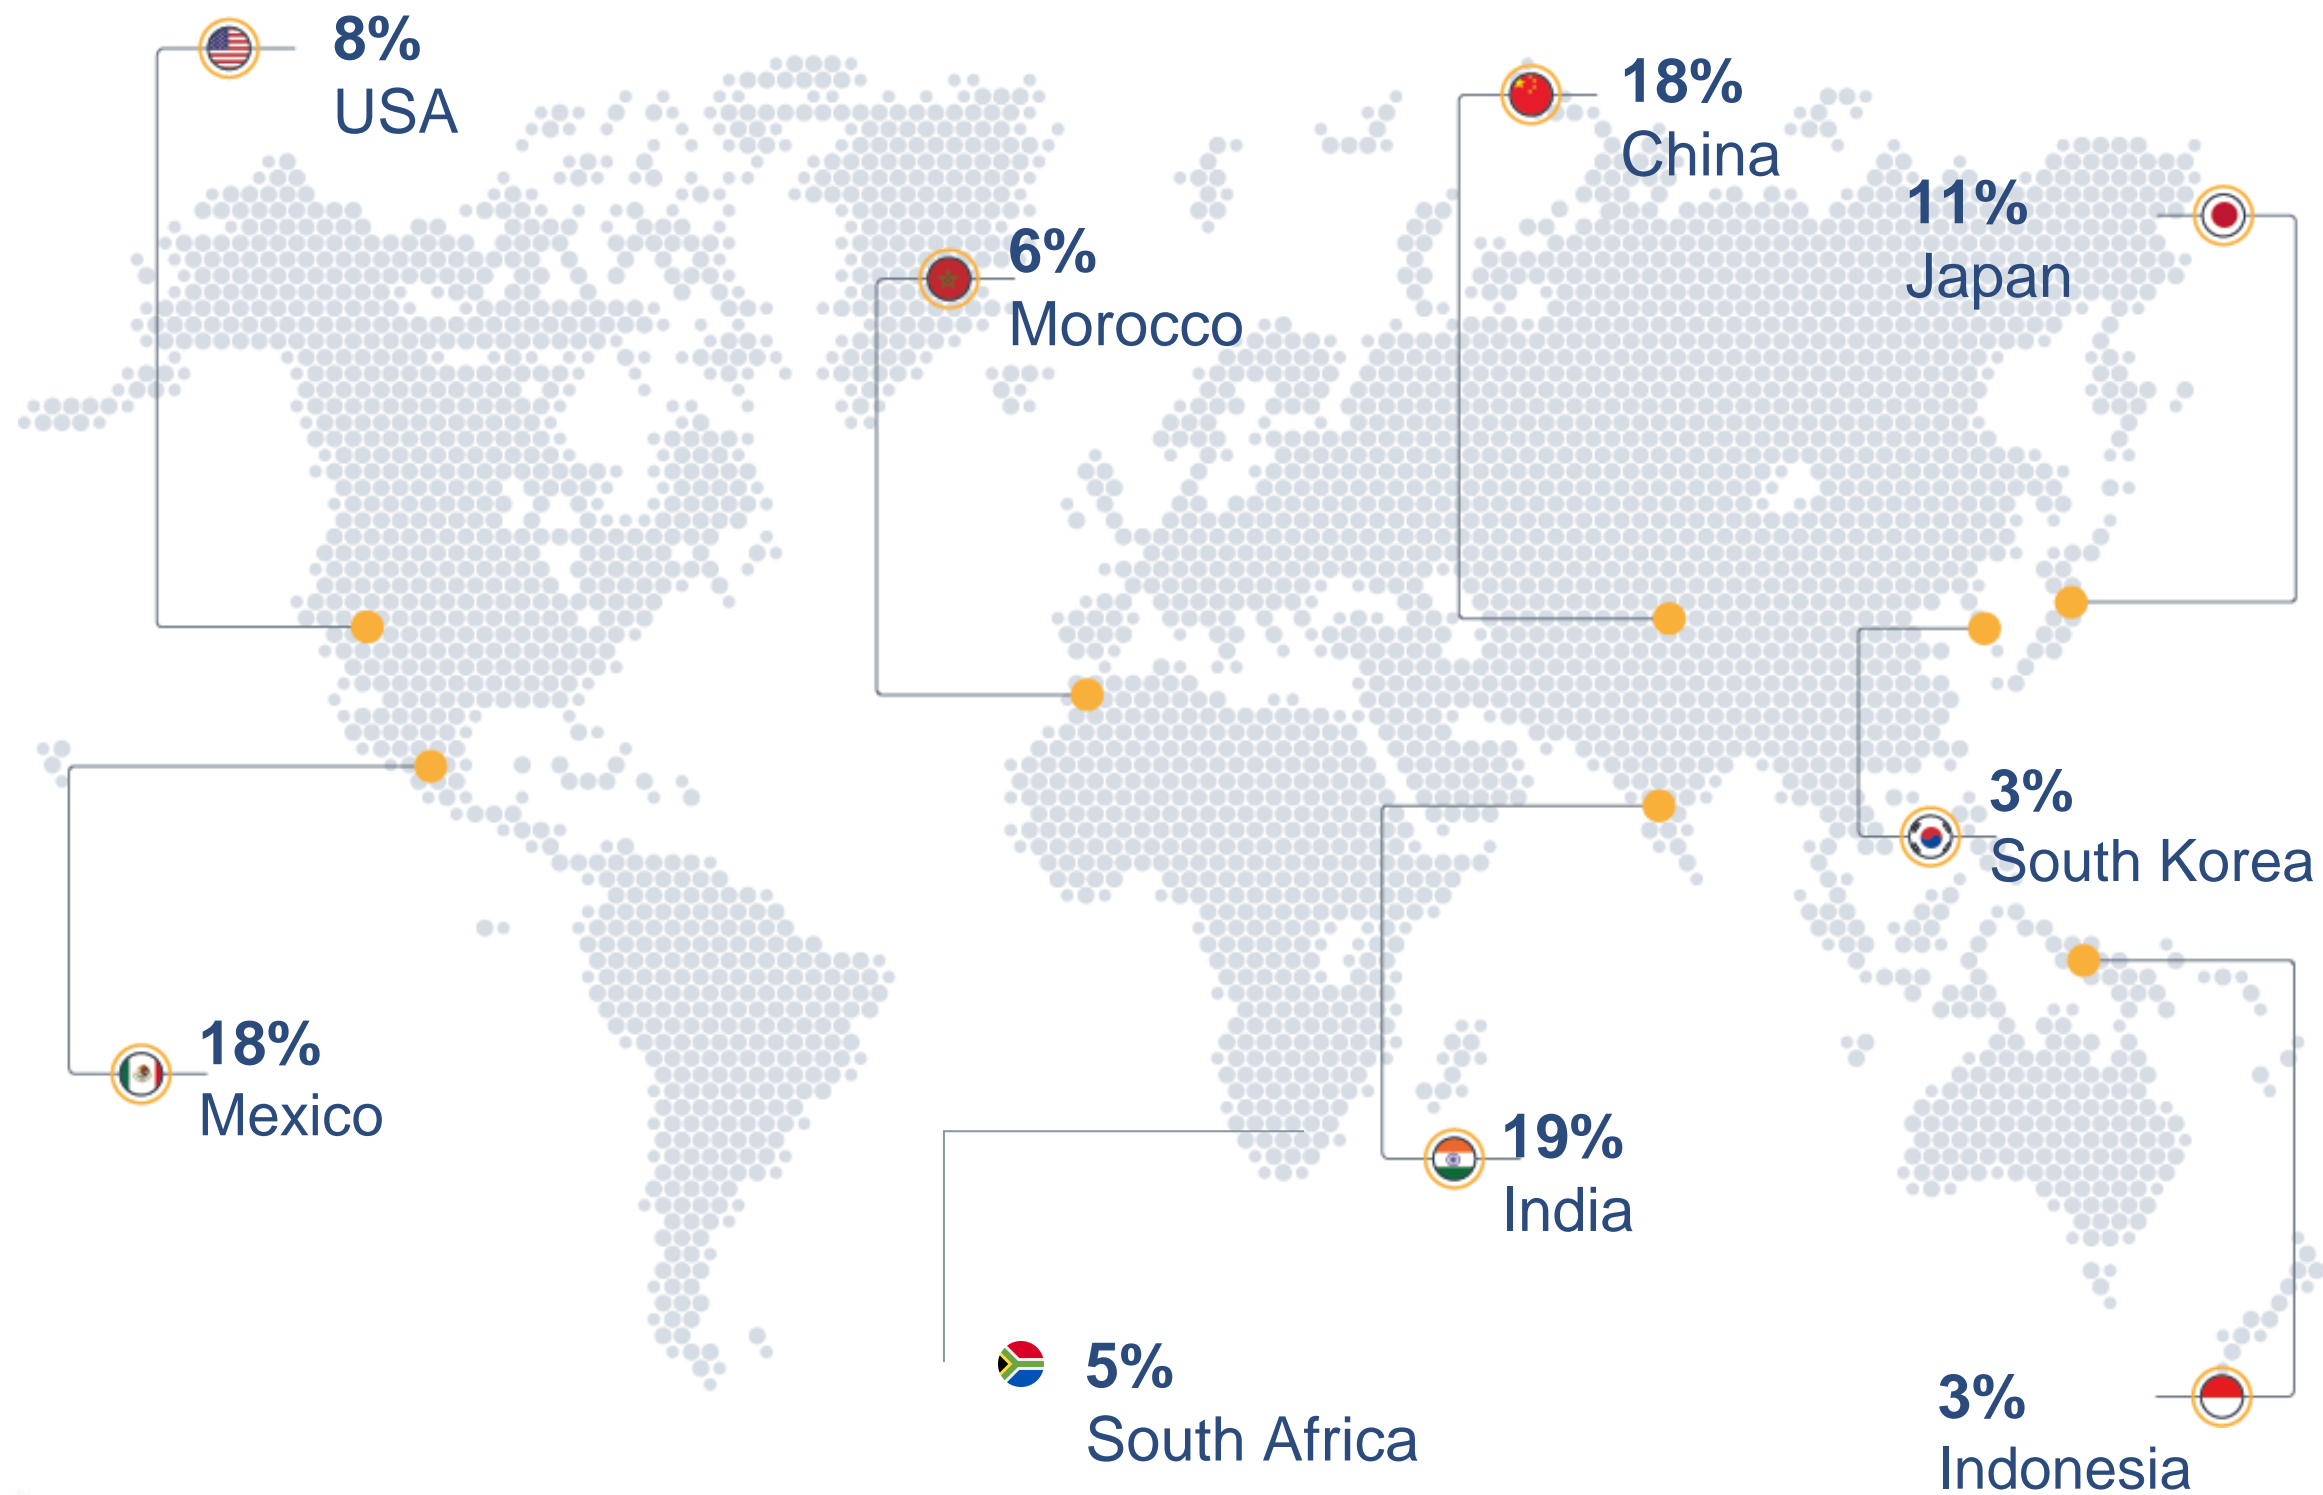 8%
USA
18%
China
11%
Japan
6%
Morocco
3%
South Korea
18%
Mexico
19%
India
5%
South Africa
3%
Indonesia